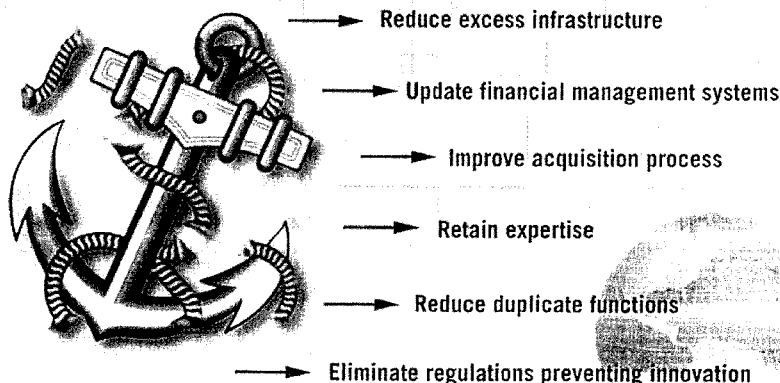 Reduce excess infrastructure
Update financial management systems
Improve acquisition process
Retain expertise
Reduce duplicate functions
Eliminate regulations preventing innovation